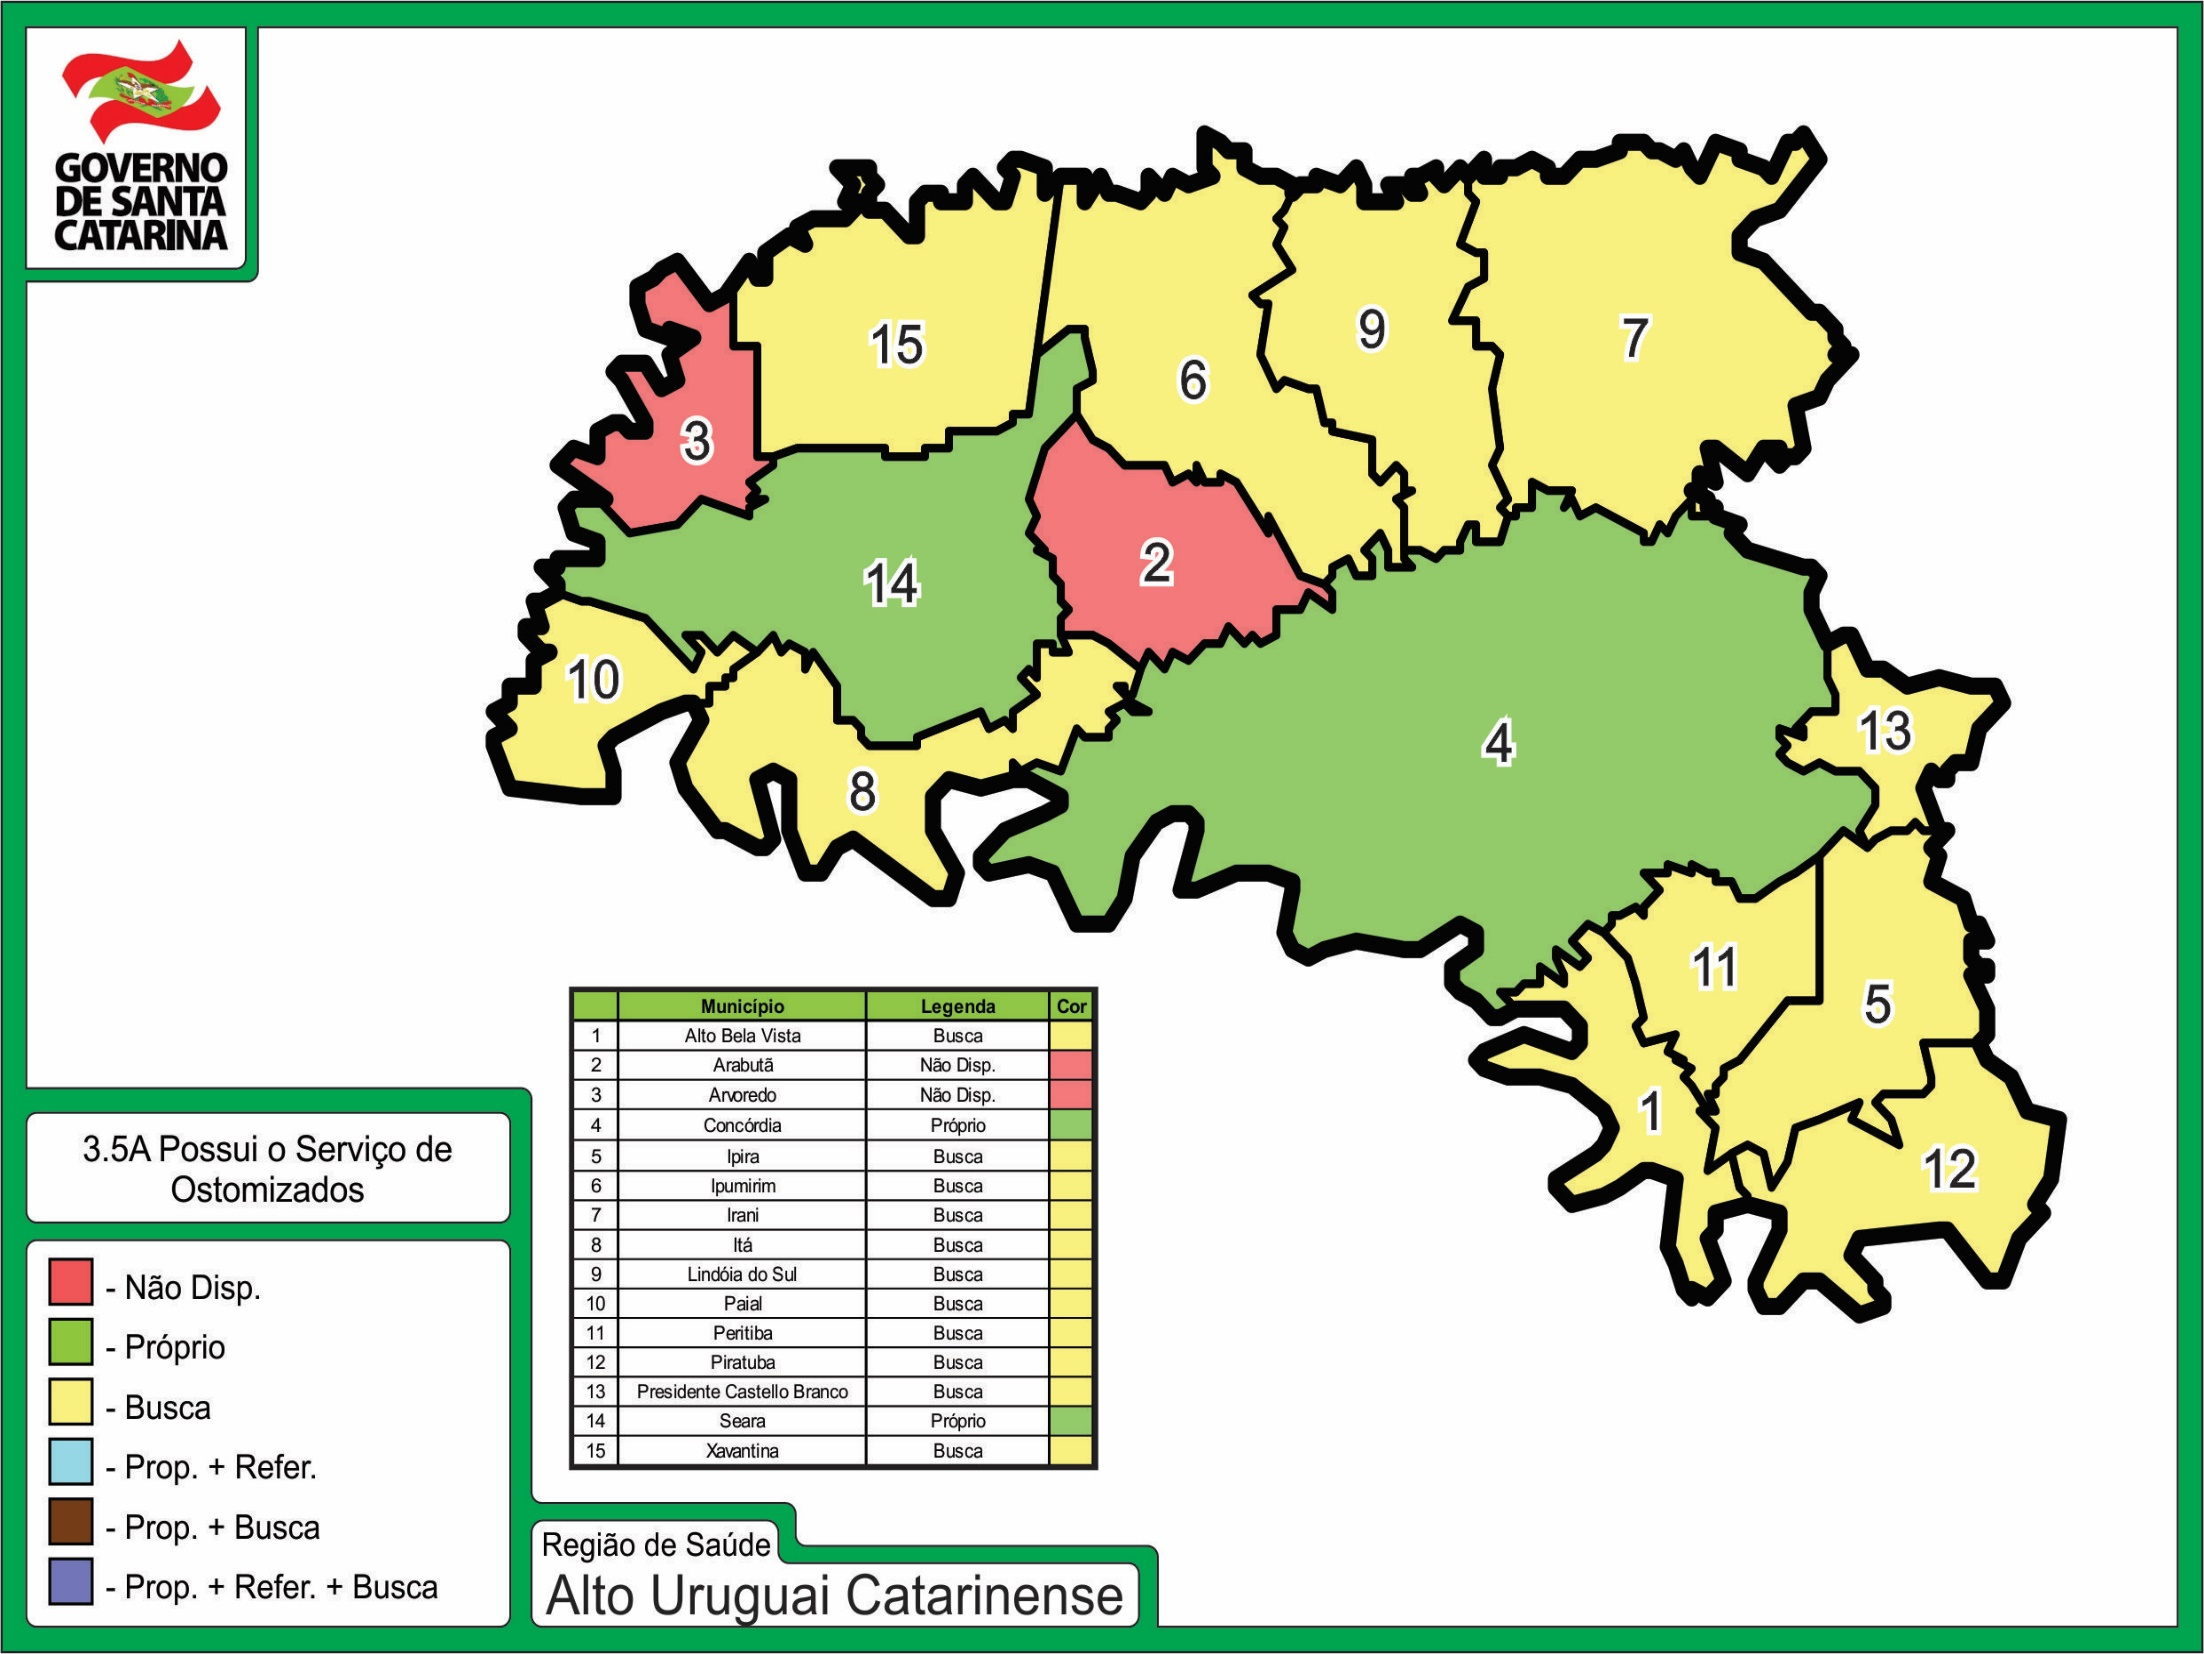 GOVERNO
DE SANTA
CATARINA
15
9
7
6
3
2
14
10
4
13
8
11
5
1
12
Município Legenda Cor
1 Alto Bela Vista Busca
2 Arabutã Não Disp.
3 Arvoredo Não Disp.
4 Concórdia Próprio
5 Ipira Busca
6 Ipumirim Busca
7 Irani Busca
8 Itá Busca
9 Lindóia do Sul Busca
10 Paial Busca
11 Peritiba Busca
12 Piratuba Busca
13 Presidente Castello Branco Busca
14 Seara Próprio
15 Xavantina Busca
3.5A Possui o Serviço de
Ostomizados
- Não Disp.
- Próprio
- Busca
- Prop. + Refer.
- Prop. + Busca
- Prop. + Refer. + Busca
Região de Saúde
Alto Uruguai Catarinense